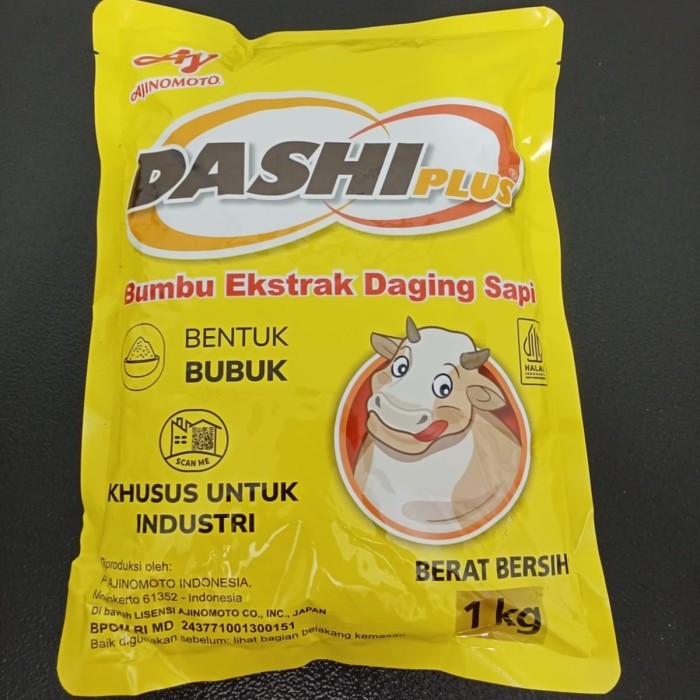 AJINOMOTO®
DASHI PLUS®
Bumbu Ekstrak Daging Sapi
BENTUK
BUBUK
HALAL
INDONESIA
SCAN ME
KHUSUS UNTUK
INDUSTRI
Diproduksi oleh:
AJINOMOTO INDONESIA,
Mojokerto 61352 - Indonesia
Di bawah LISENSI AJINOMOTO CO., INC., JAPAN
BPOM RI MD 243771001300151
Baik digunakan sebelum: lihat bagian belakang kemasan
BERAT BERSIH
1 kg